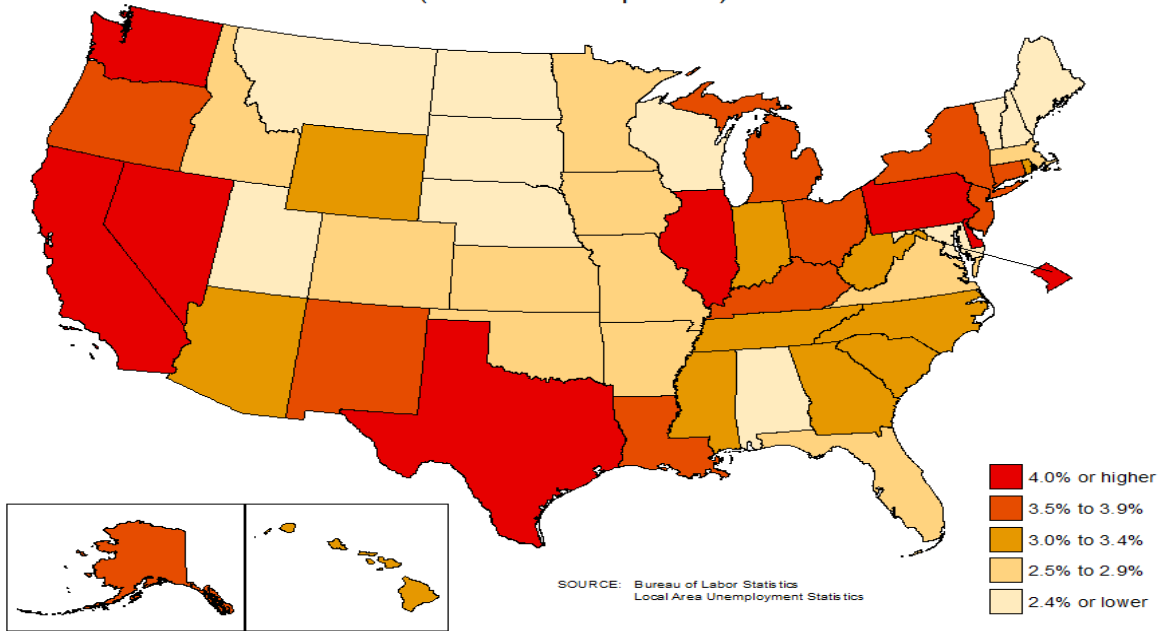 4.0% or higher
3.5% to 3.9%
3.0% to 3.4%
2.5% to 2.9%
2.4% or lower
SOURCE: Bureau of Labor Statistics
Local Area Unemployment Statistics